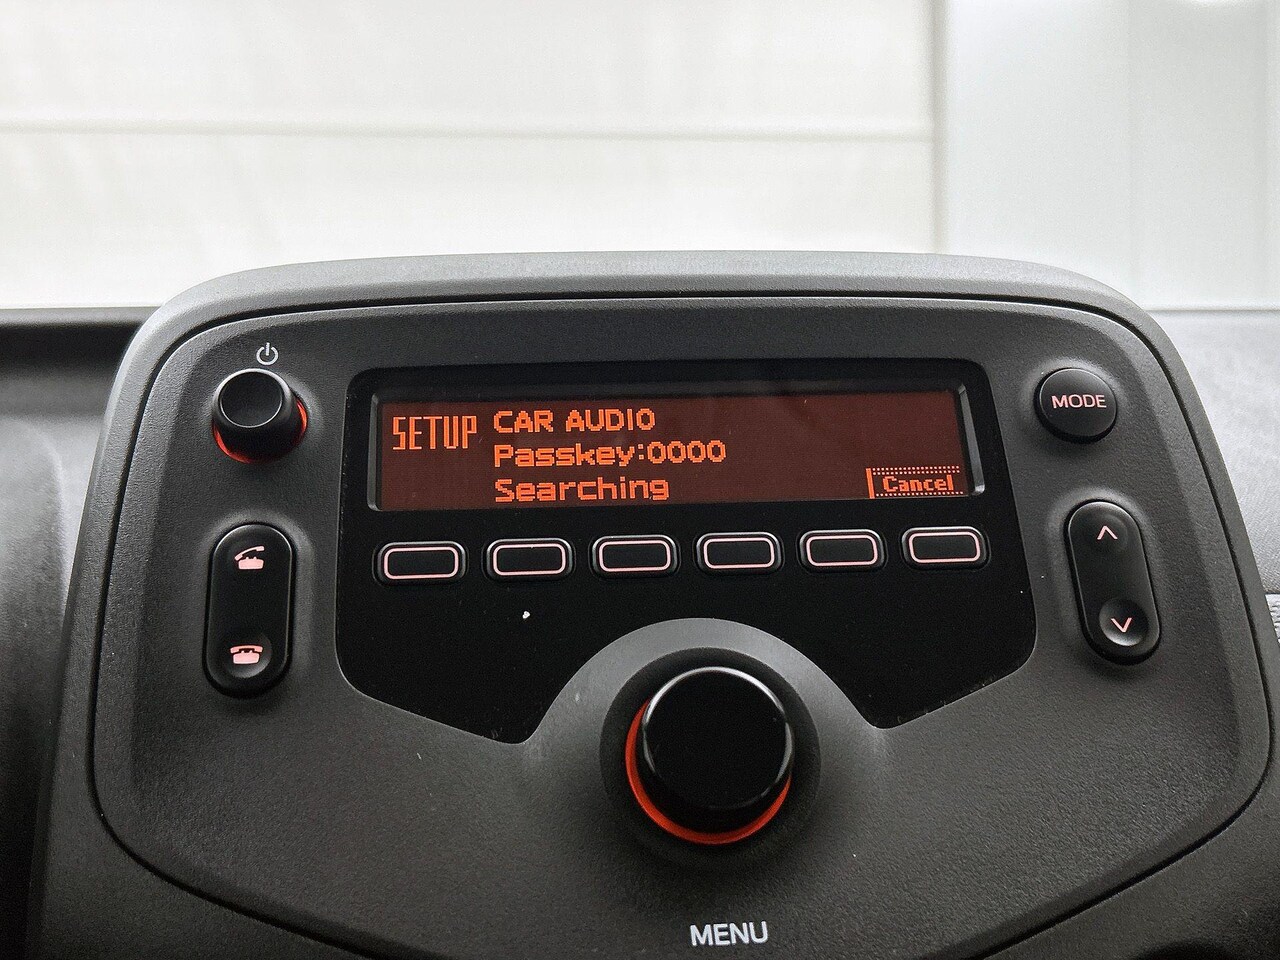 SETUP CAR AUDIO
Passkey:0000
Searching
Cancel
MODE
MENU